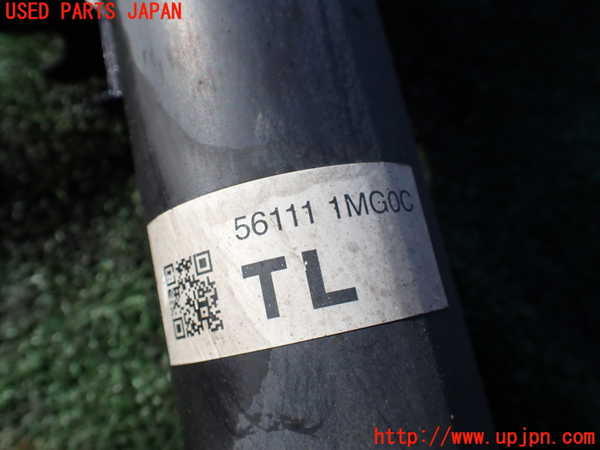 USED PARTS JAPAN
56111 1MG0C
TL
http://www.upjpn.com/